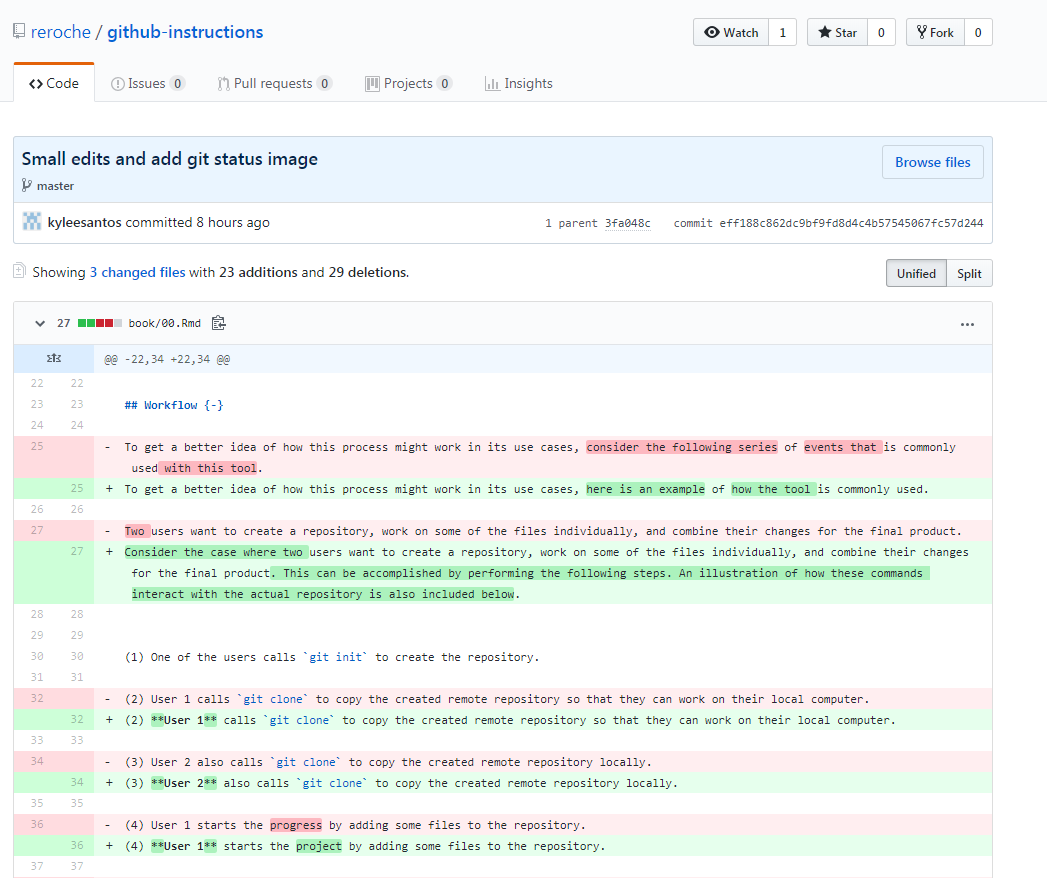 reroche / github-instructions Watch 1 Star 0 Fork 0
Code Issues 0 Pull requests 0 Projects 0 Insights
Small edits and add git status image Browse files
master
kyleesantos committed 8 hours ago 1 parent 3fa048c commit eff188c862dc9bf9fd8d4c4b57545067fc57d244
Showing 3 changed files with 23 additions and 29 deletions. Unified Split
27 book/00.Rmd
@@ -22,34 +22,34 @@
22 22
23 23 ## Workflow {-}
24 24
25 - To get a better idea of how this process might work in its use cases, consider the following series of events that is commonly
used with this tool.
25 + To get a better idea of how this process might work in its use cases, here is an example of how the tool is commonly used.
26 26
27 - Two users want to create a repository, work on some of the files individually, and combine their changes for the final product.
27 + Consider the case where two users want to create a repository, work on some of the files individually, and combine their changes
for the final product. This can be accomplished by performing the following steps. An illustration of how these commands
interact with the actual repository is also included below.
28 28
29 29
30 30 (1) One of the users calls `git init` to create the repository.
31 31
32 - (2) User 1 calls `git clone` to copy the created remote repository so that they can work on their local computer.
32 + (2) **User 1** calls `git clone` to copy the created remote repository so that they can work on their local computer.
33 33
34 - (3) User 2 also calls `git clone` to copy the created remote repository locally.
34 + (3) **User 2** also calls `git clone` to copy the created remote repository locally.
35 35
36 - (4) User 1 starts the progress by adding some files to the repository.
36 + (4) **User 1** starts the project by adding some files to the repository.
37 37